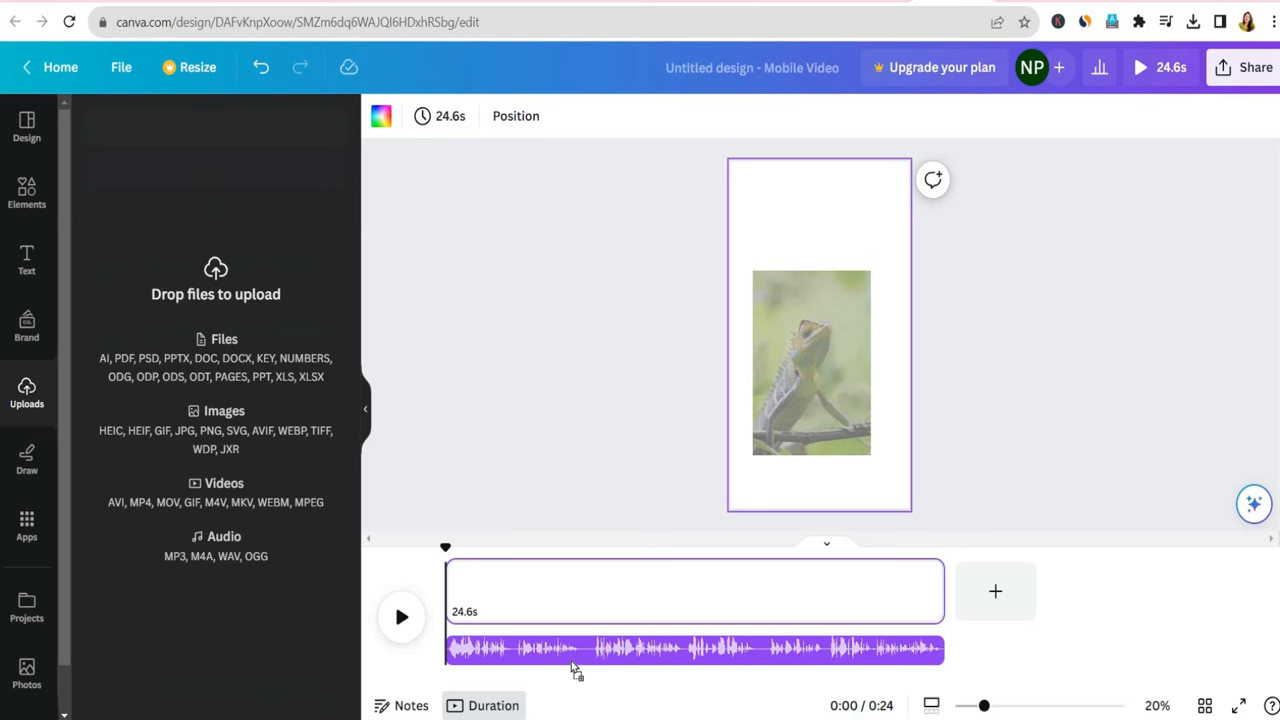 canva.com/design/DAFvKnpXoow/SMZm6dq6WAJQI6HDxhRSbg/edit
Home
File
Resize
Untitled design - Mobile Video
Upgrade your plan
NP
24.6s
Share
Design
Elements
Text
Brand
Uploads
Draw
Apps
Projects
Photos
24.6s
Position
Drop files to upload
Files
AI, PDF, PSD, PPTX, DOC, DOCX, KEY, NUMBERS,
ODG, ODP, ODS, ODT, PAGES, PPT, XLS, XLSX
Images
HEIC, HEIF, GIF, JPG, PNG, SVG, AVIF, WEBP, TIFF,
WDP, JXR
Videos
AVI, MP4, MOV, GIF, M4V, MKV, WEBM, MPEG
Audio
MP3, M4A, WAV, OGG
24.6s
Notes
Duration
0:00 / 0:24
20%